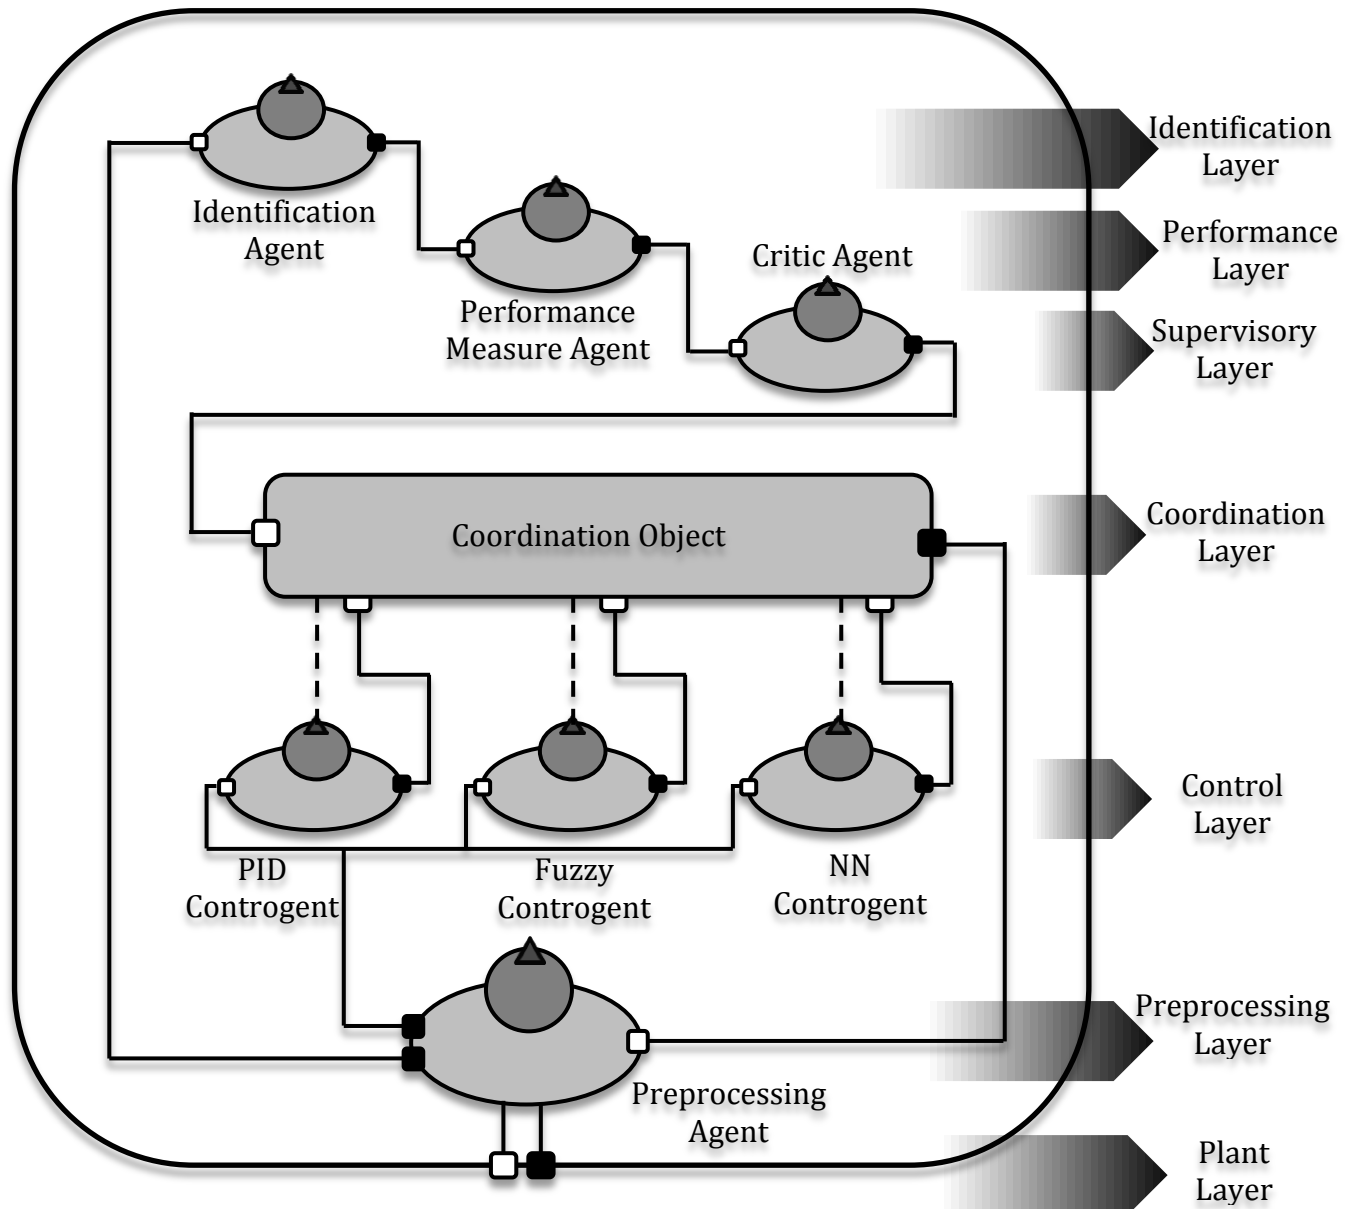 Identification
Layer
Identification
Agent
Performance
Layer
Critic Agent
Performance
Measure Agent
Supervisory
Layer
Coordination Object
Coordination
Layer
Control
Layer
PID
Controgent
Fuzzy
Controgent
NN
Controgent
Preprocessing
Layer
Preprocessing
Agent
Plant
Layer